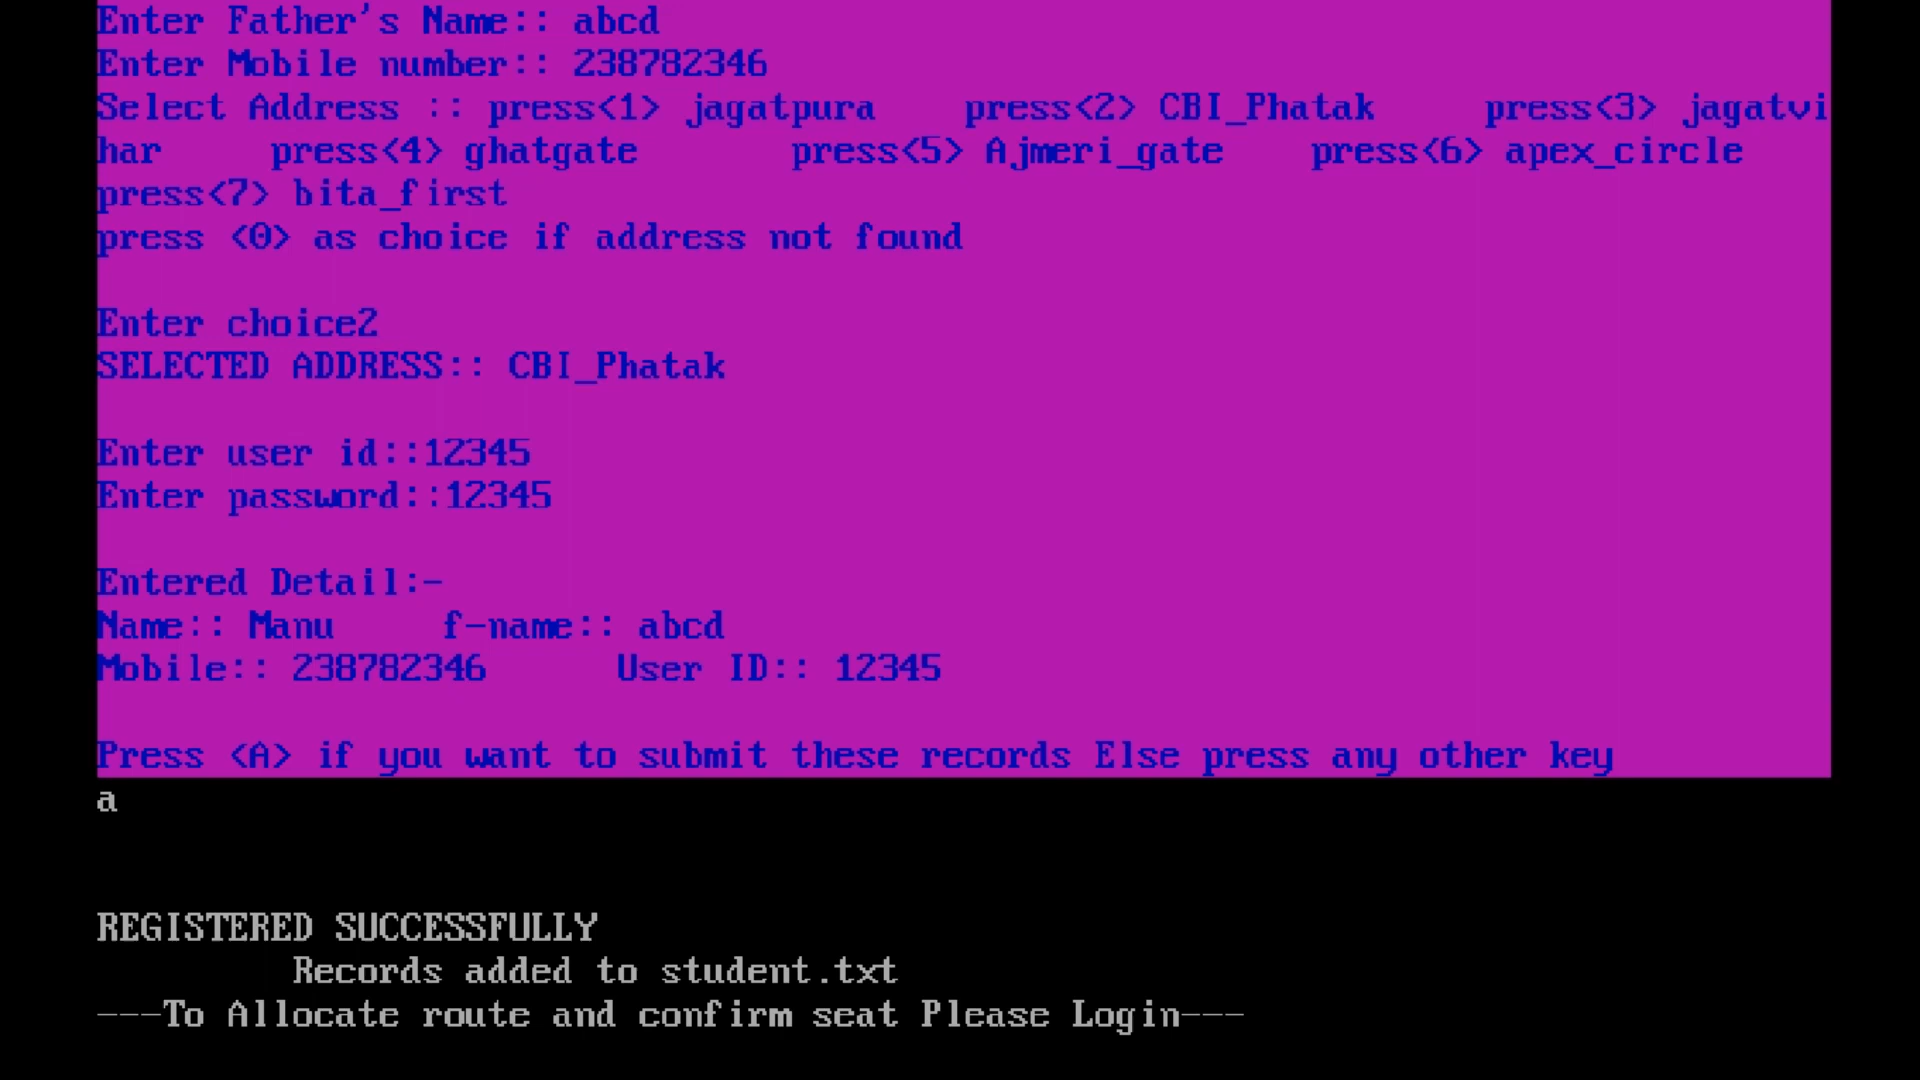 Enter Father's Name:: abcd
Enter Mobile number:: 238782346
Select Address :: press<1> jagatpura    press<2> CBI_Phatak     press<3> jagatvi
har     press<4> ghatgate       press<5> Ajmeri_gate    press<6> apex_circle
press<7> bita_first
press <0> as choice if address not found
Enter choice2
SELECTED ADDRESS:: CBI_Phatak
Enter user id::12345
Enter password::12345
Entered Detail:-
Name:: Manu     f-name:: abcd
Mobile:: 238782346      User ID:: 12345
Press <A> if you want to submit these records Else press any other key
a
REGISTERED SUCCESSFULLY
Records added to student.txt
---To Allocate route and confirm seat Please Login---